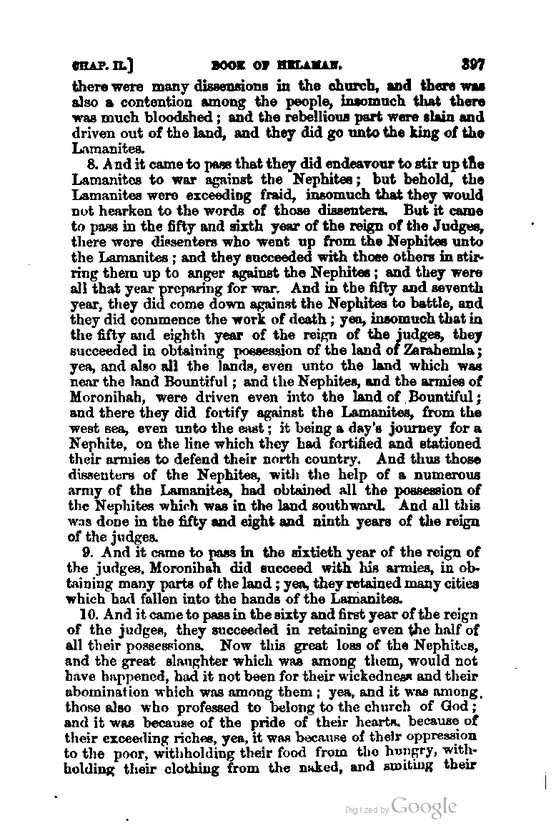 CHAP. II.] BOOK OF HELAMAN. 397
there were many dissensions in the church, and there was
also a contention among the people, insomuch that there
was much bloodshed; and the rebellious part were slain and
driven out of the land, and they did go unto the king of the
Lamanites.
8. And it came to pass that they did endeavour to stir up the
Lamanites to war against the Nephites; but behold, the
Lamanites were exceeding fraid, insomuch that they would
not hearken to the words of those dissenters. But it came
to pass in the fifty and sixth year of the reign of the Judges,
there were dissenters who went up from the Nephites unto
the Lamanites; and they succeeded with those others in stir-
ring them up to anger against the Nephites; and they were
all that year preparing for war. And in the fifty and seventh
year, they did come down against the Nephites to battle, and
they did commence the work of death; yea, insomuch that in
the fifty and eighth year of the reign of the judges, they
succeeded in obtaining possession of the land of Zarahemla;
yea, and also all the lands, even unto the land which was
near the land Bountiful; and the Nephites, and the armies of
Moronihah, were driven even into the land of Bountiful;
and there they did fortify against the Lamanites, from the
west sea, even unto the east; it being a day's journey for a
Nephite, on the line which they had fortified and stationed
their armies to defend their north country. And thus those
dissenters of the Nephites, with the help of a numerous
army of the Lamanites, had obtained all the possession of
the Nephites which was in the land southward. And all this
was done in the fifty and eight and ninth years of the reign
of the judges.
9. And it came to pass in the sixtieth year of the reign of
the judges, Moronihah did succeed with his armies, in ob-
taining many parts of the land; yea, they retained many cities
which had fallen into the hands of the Lamanites.
10. And it came to pass in the sixty and first year of the reign
of the judges, they succeeded in retaining even the half of
all their possessions. Now this great loss of the Nephites,
and the great slaughter which was among them, would not
have happened, had it not been for their wickedness and their
abomination which was among them; yea, and it was among
those also who professed to belong to the church of God;
and it was because of the pride of their hearts, because of
their exceeding riches, yea, it was because of their oppression
to the poor, withholding their food from the hungry, with-
holding their clothing from the naked, and smiting their
Digitized by Google